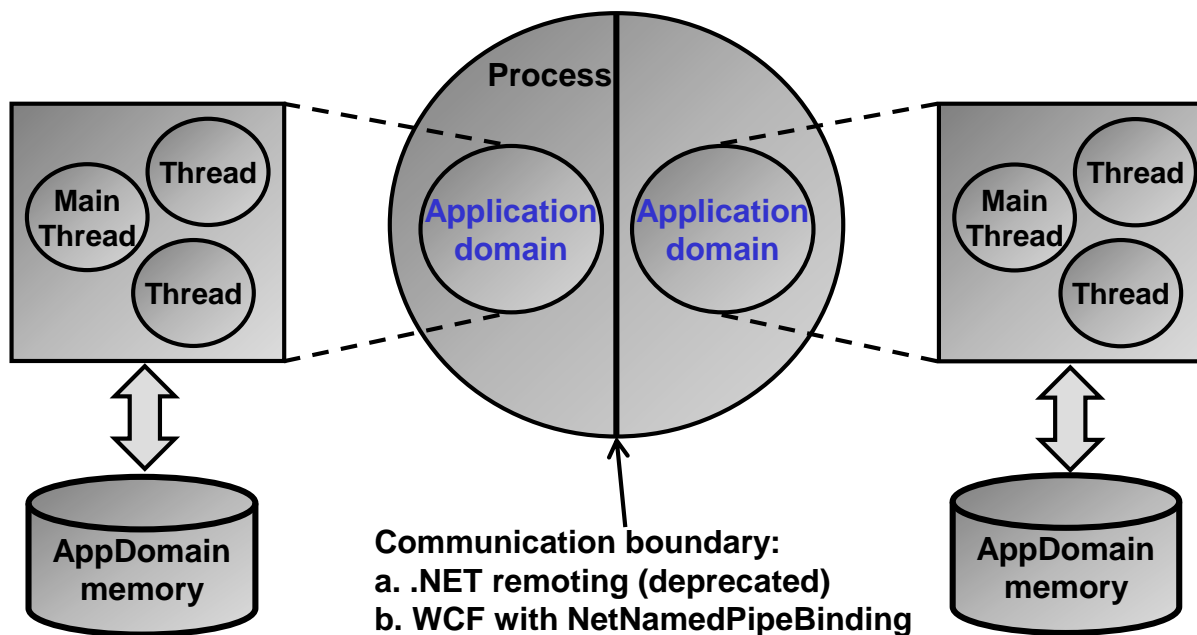 Process
Thread
Main
Thread
Thread
Application
domain
Application
domain
Thread
Main
Thread
Thread
AppDomain
memory
Communication boundary:
a. .NET remoting (deprecated)
b. WCF with NetNamedPipeBinding
AppDomain
memory